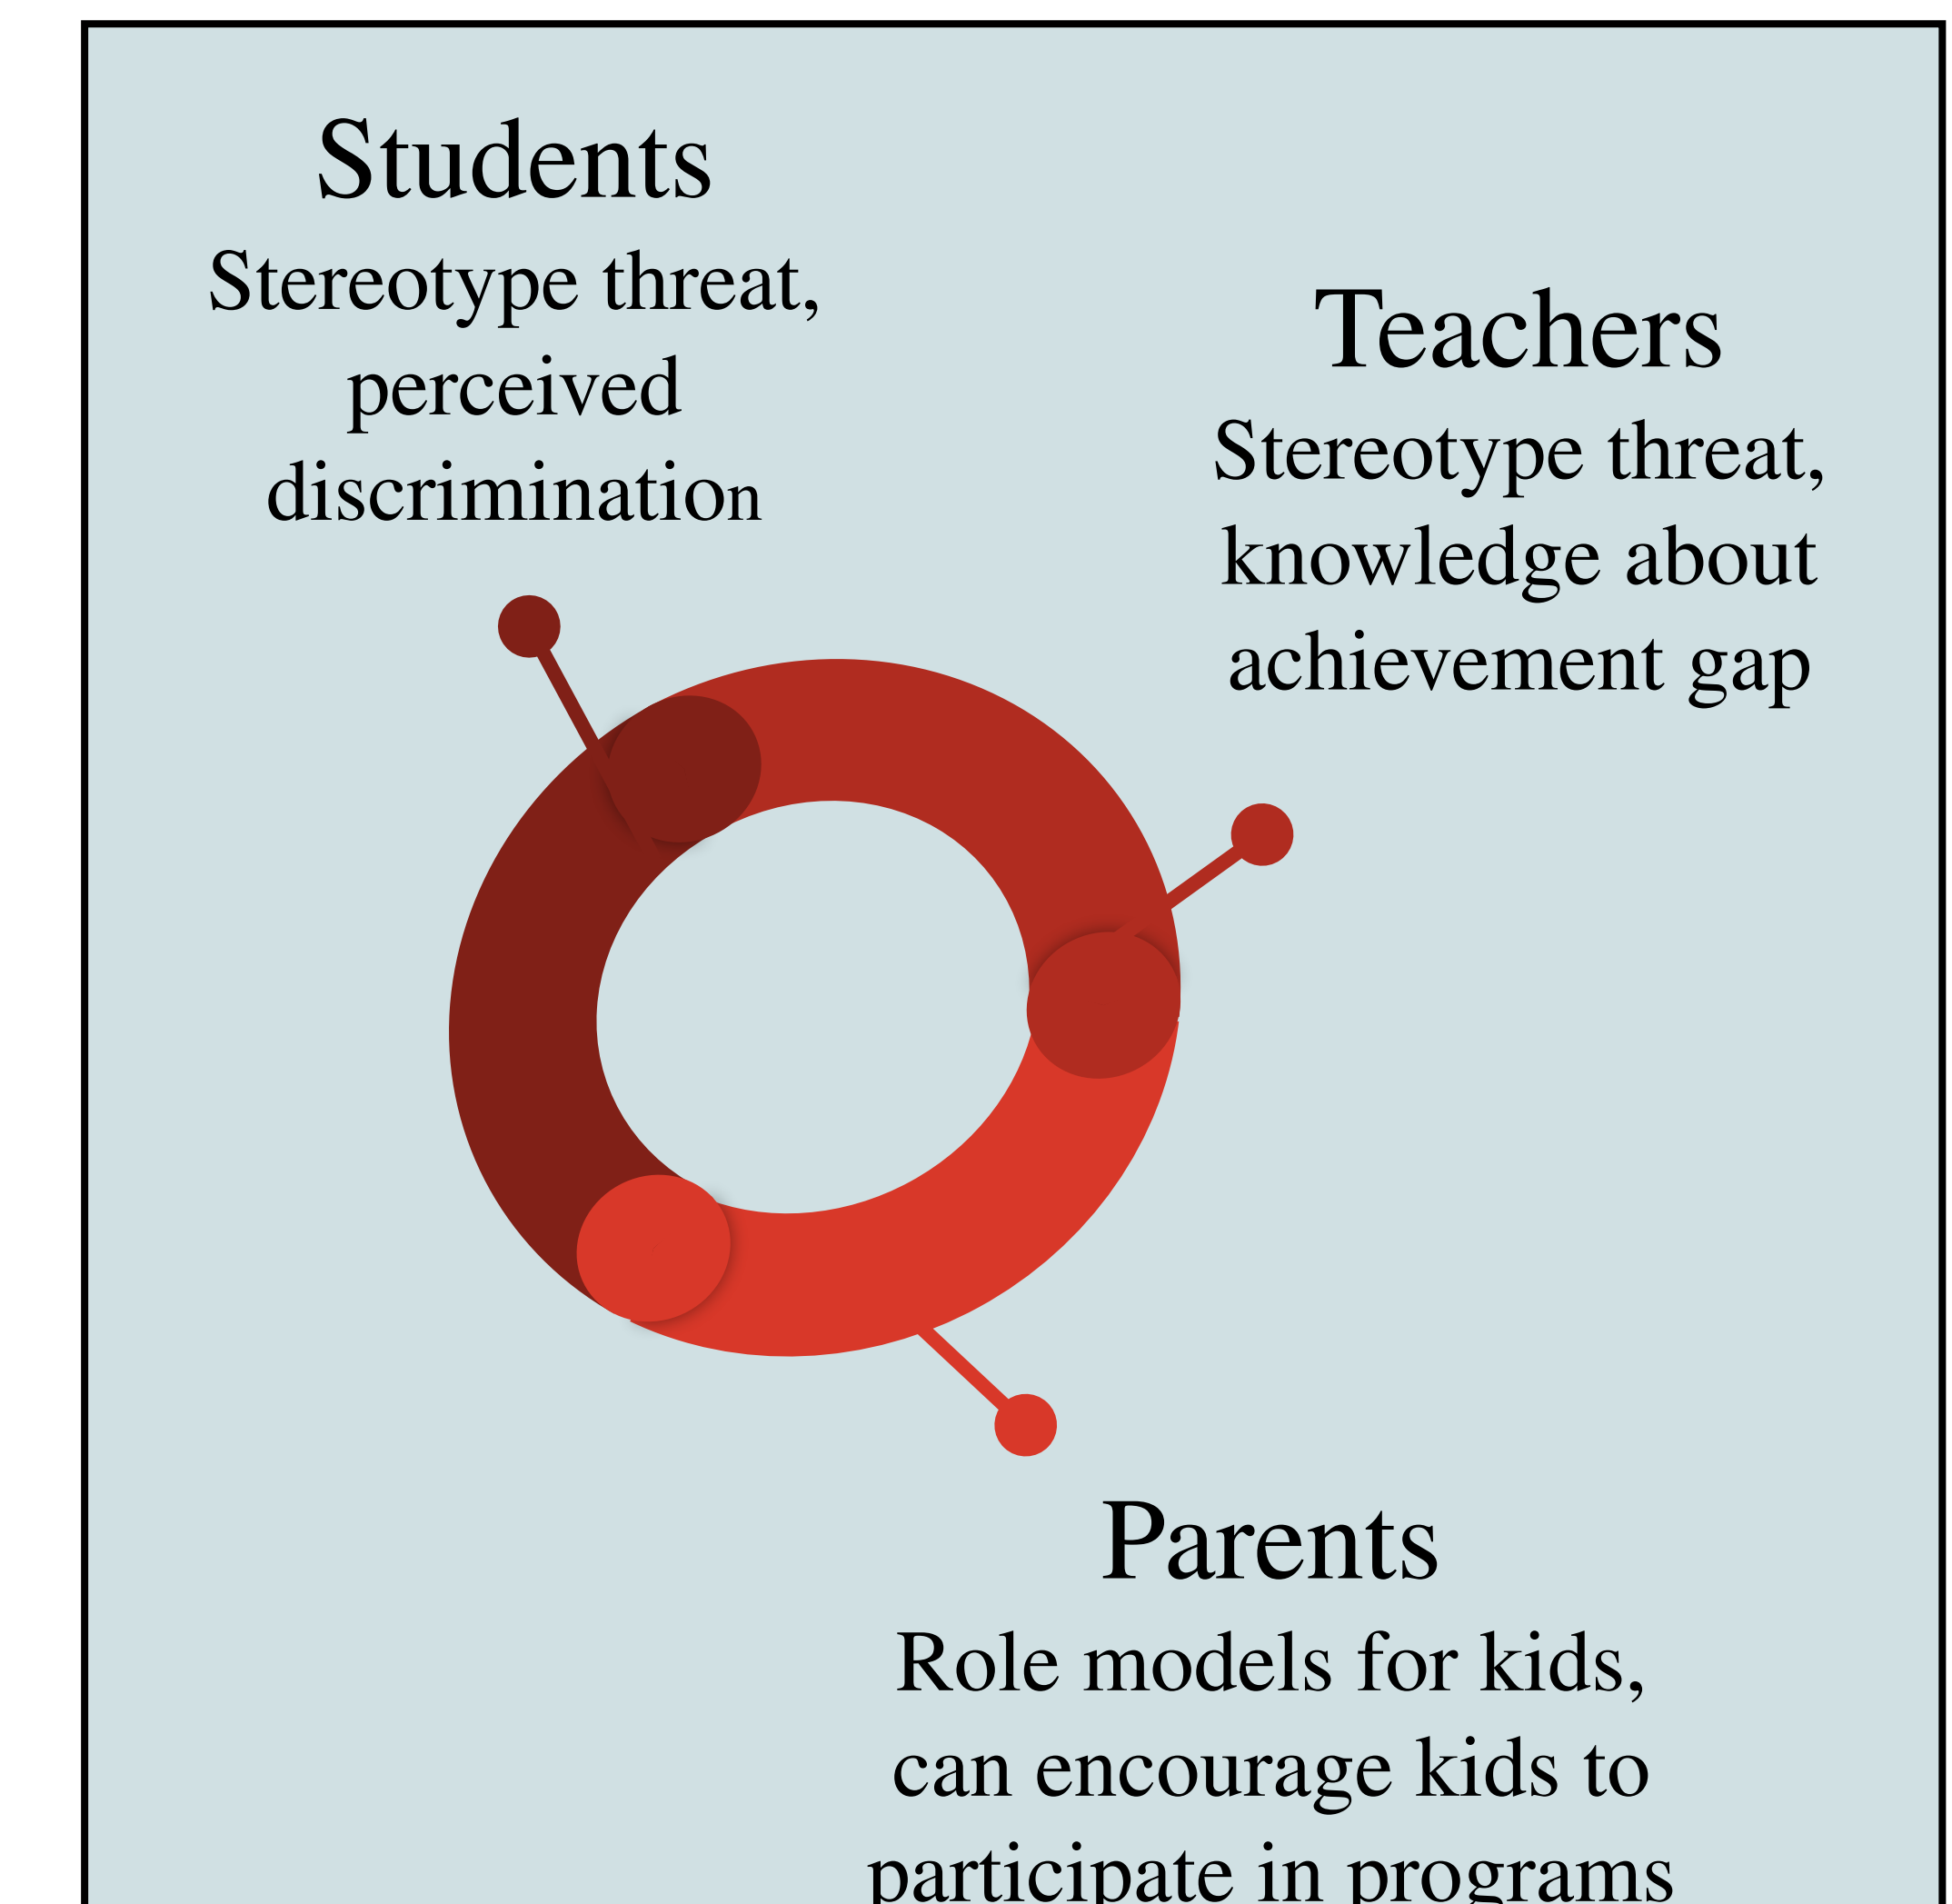 Students
Stereotype threat,
perceived
discrimination
Teachers
Stereotype threat,
knowledge about
achievement gap
Parents
Role models for kids,
can encourage kids to
participate in programs